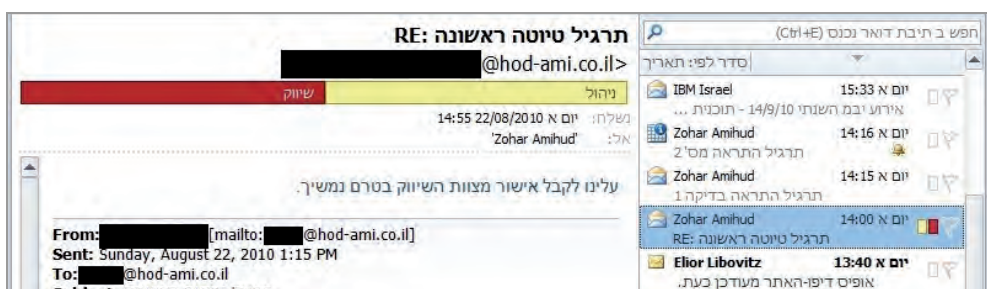 חפש ב תיבת דואר נכנס (Ctrl+E)
סדר לפי: תאריך
IBM Israel יום א 15:33
אירוע יבמ השנתי 14/9/10 - תוכנית ...
Zohar Amihud יום א 14:16
תרגיל התראה מס' 2
Zohar Amihud יום א 14:15
תרגיל התראה בדיקה 1
Zohar Amihud יום א 14:00
RE: תרגיל טיוטה ראשונה
Elior Libovitz יום א 13:40
אופיס דיפו-האתר מעודכן כעת.
RE: תרגיל טיוטה ראשונה
@hod-ami.co.il>
ניהול שיווק
נשלח: יום א 22/08/2010 14:55
אל: 'Zohar Amihud'
עלינו לקבל אישור מצוות השיווק בטרם נמשיך.
From: [mailto: @hod-ami.co.il]
Sent: Sunday, August 22, 2010 1:15 PM
To: @hod-ami.co.il